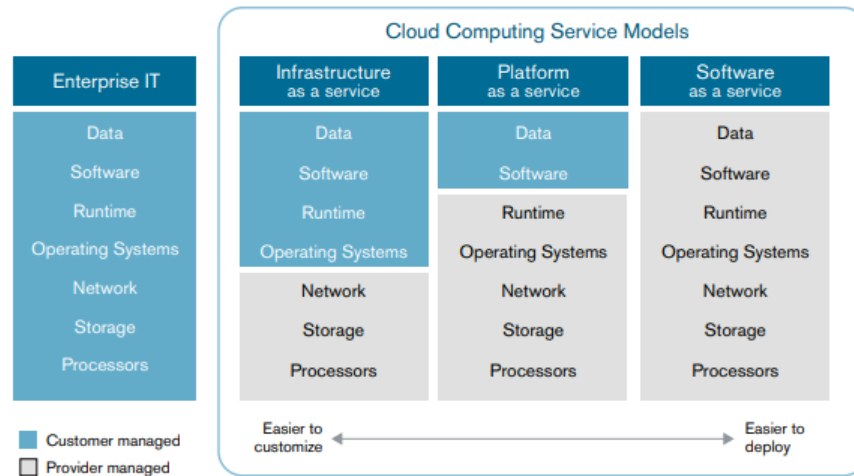 Cloud Computing Service Models
Enterprise IT
Data
Software
Runtime
Operating Systems
Network
Storage
Processors
Infrastructure
as a service
Data
Software
Runtime
Operating Systems
Network
Storage
Processors
Platform
as a service
Data
Software
Runtime
Operating Systems
Network
Storage
Processors
Software
as a service
Data
Software
Runtime
Operating Systems
Network
Storage
Processors
Easier to
customize
Easier to
deploy
Customer managed
Provider managed